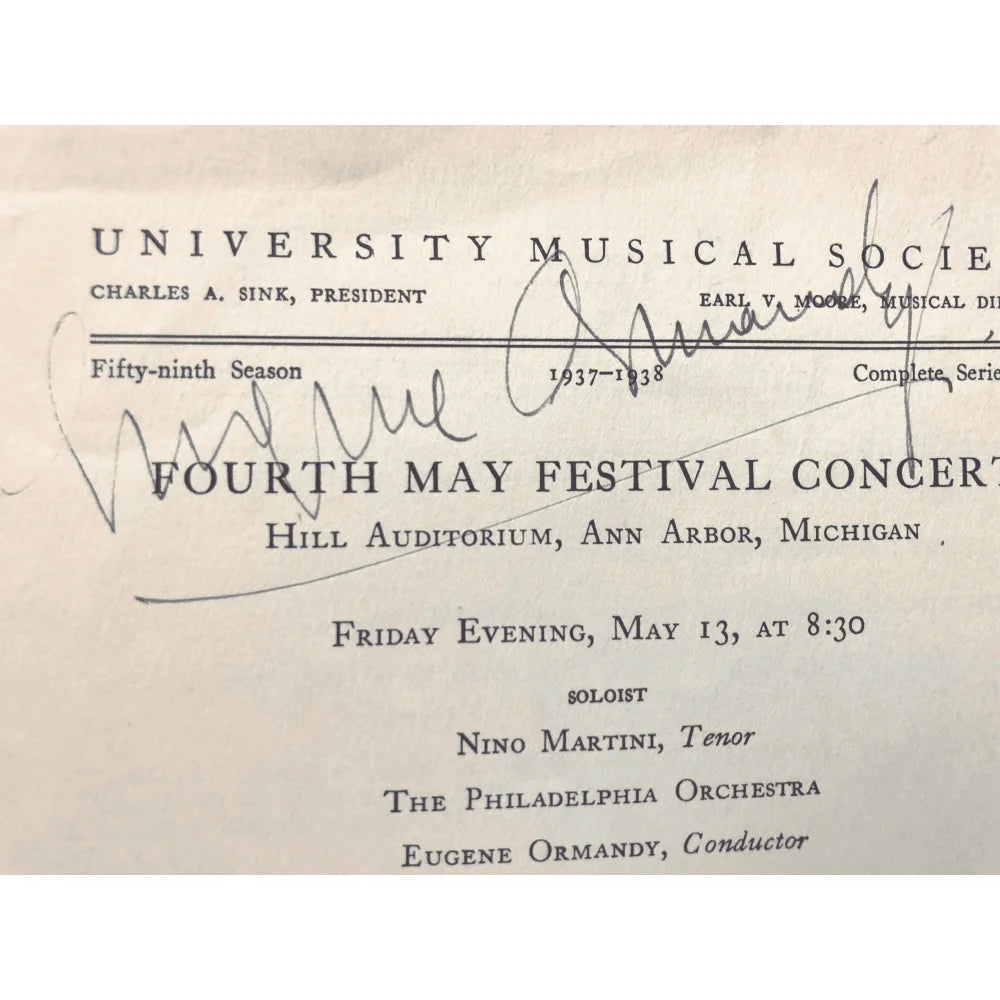 UNIVERSITY MUSICAL SOCIE
CHARLES A. SINK, PRESIDENT EARL V. MOORE, MUSICAL DI
Fifty-ninth Season 1937–1938 Complete Serie
Eugene Ormandy
FOURTH MAY FESTIVAL CONCERT
HILL AUDITORIUM, ANN ARBOR, MICHIGAN
FRIDAY EVENING, MAY 13, AT 8:30
SOLOIST
NINO MARTINI, Tenor
THE PHILADELPHIA ORCHESTRA
EUGENE ORMANDY, Conductor